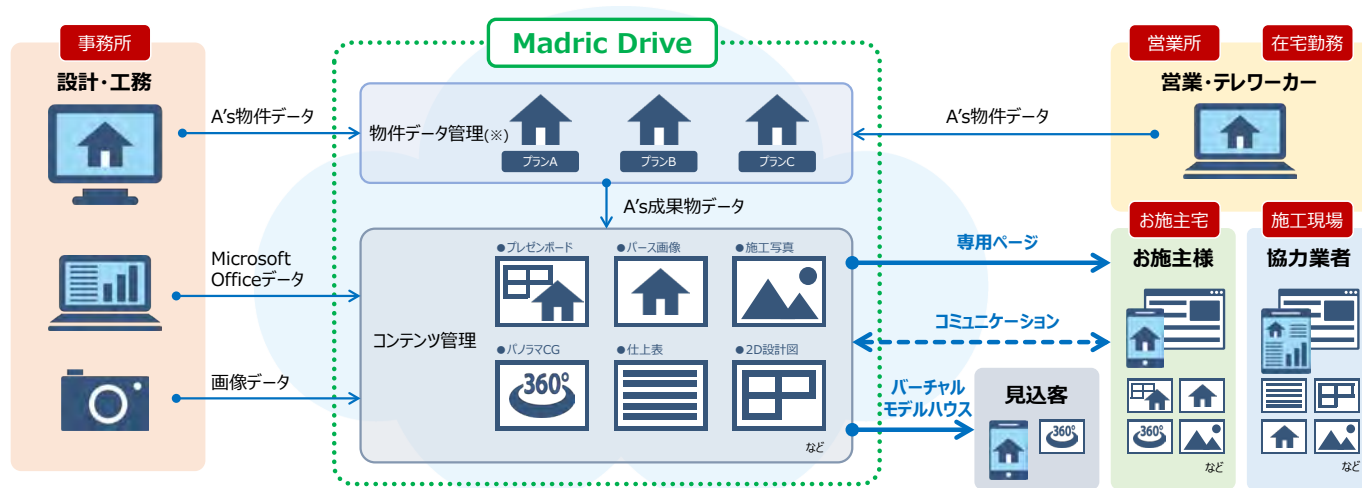 事務所
設計・工務
Madric Drive
営業所
在宅勤務
営業・テレワーカー
A's物件データ
物件データ管理(※)
プランA
プランB
プランC
A's物件データ
A's成果物データ
Microsoft
Officeデータ
画像データ
コンテンツ管理
●プレゼンボード
●パース画像
●施工写真
●パノラマCG
●仕上表
●2D設計図
360°
など
専用ページ
コミュニケーション
バーチャル
モデルハウス
見込客
360°
お施主宅
お施主様
360°
など
施工現場
協力業者
など